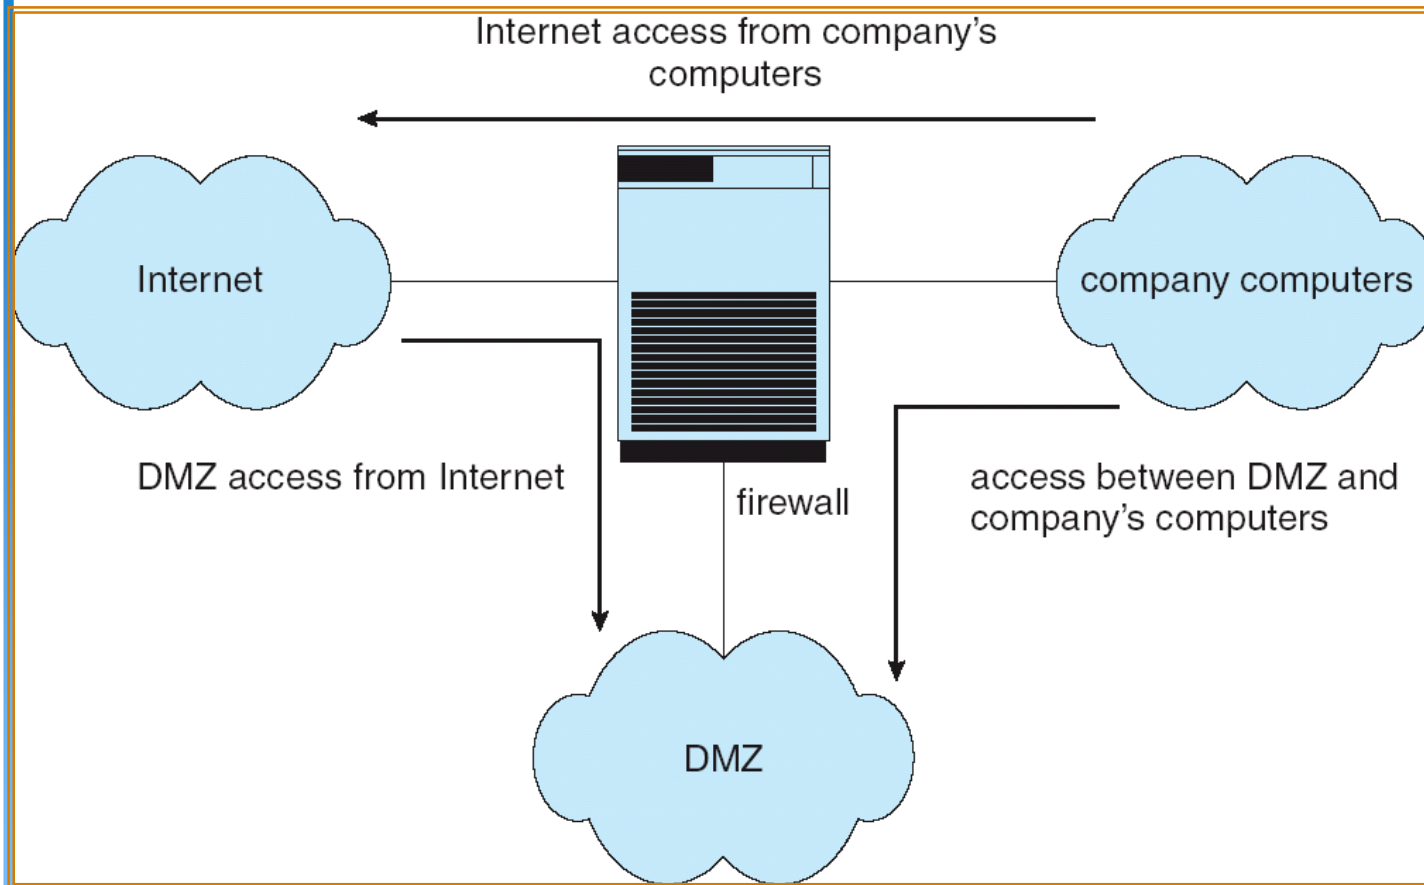 Internet access from company's
computers
Internet
company computers
DMZ access from Internet
firewall
access between DMZ and
company's computers
DMZ